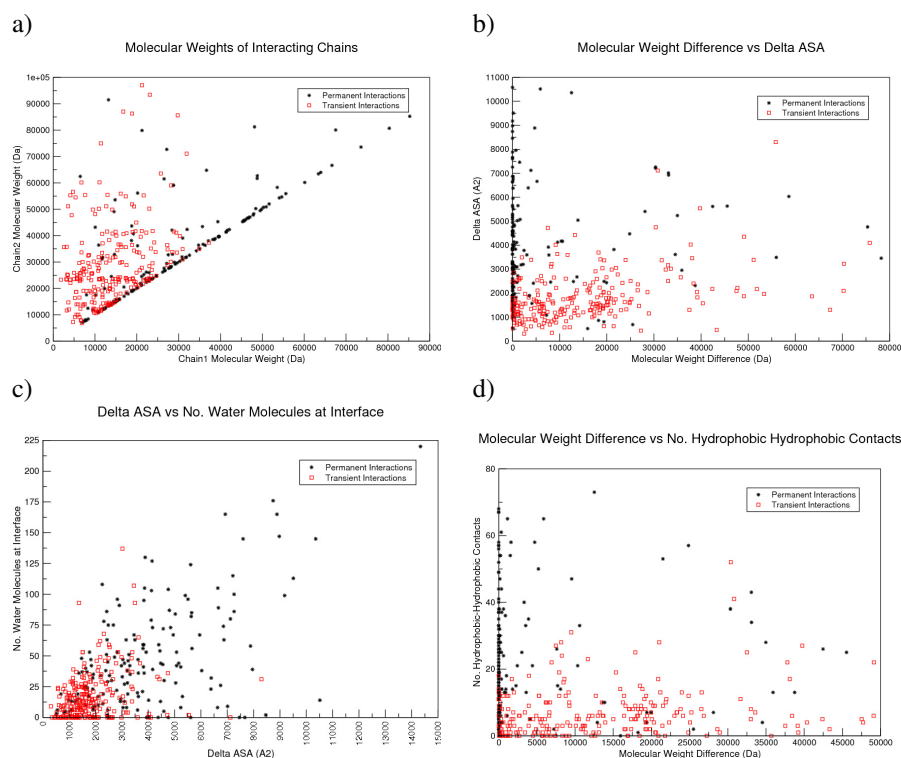 a)
Molecular Weights of Interacting Chains
1e+05
90000
80000
70000
60000
50000
40000
30000
20000
10000
0
Chain2 Molecular Weight (Da)
Permanent Interactions
Transient Interactions
0 10000 20000 30000 40000 50000 60000 70000 80000 90000
Chain1 Molecular Weight (Da)
b)
Molecular Weight Difference vs Delta ASA
11000
10000
9000
8000
7000
6000
5000
4000
3000
2000
1000
0
Delta ASA (A2)
Permanent Interactions
Transient Interactions
0 10000 20000 30000 40000 50000 60000 70000 80000
Molecular Weight Difference (Da)
c)
Delta ASA vs No. Water Molecules at Interface
225
200
175
150
125
100
75
50
25
0
No. Water Molecules at Interface
Permanent Interactions
Transient Interactions
0 1000 2000 3000 4000 5000 6000 7000 8000 9000 10000 11000 12000 13000 14000 15000
Delta ASA (A2)
d)
Molecular Weight Difference vs No. Hydrophobic Hydrophobic Contacts
80
60
40
20
0
No. Hydrophobic-Hydrophobic Contacts
Permanent Interactions
Transient Interactions
0 5000 10000 15000 20000 25000 30000 35000 40000 45000 50000
Molecular Weight Difference (Da)